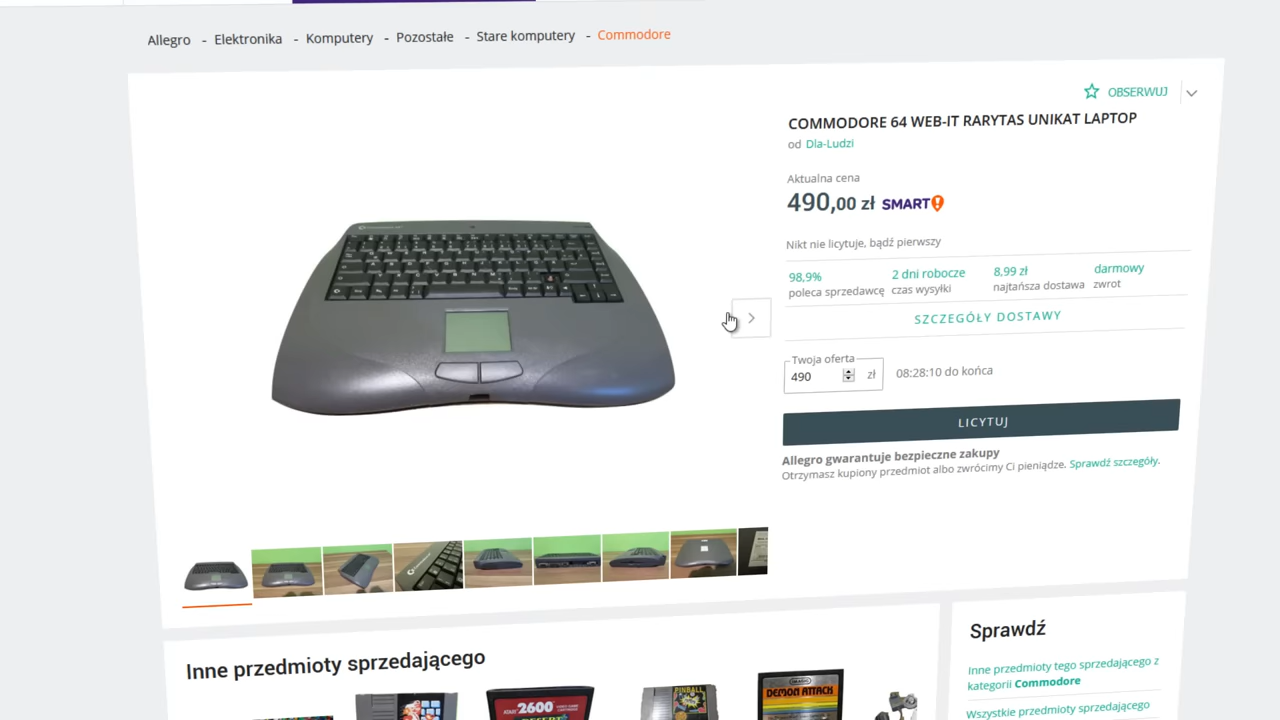 Allegro - Elektronika - Komputery - Pozostałe - Stare komputery - Commodore
OBSERWUJ
COMMODORE 64 WEB-IT RARYTAS UNIKAT LAPTOP
od Dla-Ludzi
Aktualna cena
490,00 zł SMART!
Nikt nie licytuje, bądź pierwszy
98,9% 2 dni robocze 8,99 zł darmowy
poleca sprzedawcę czas wysyłki najtańsza dostawa zwrot
SZCZEGÓŁY DOSTAWY
Twoja oferta
490 zł 08:28:10 do końca
LICYTUJ
Allegro gwarantuje bezpieczne zakupy
Otrzymasz kupiony przedmiot albo zwrócimy Ci pieniądze. Sprawdź szczegóły.
Inne przedmioty sprzedającego
2600
PINBALL
DEMON ATTACK
Sprawdź
Inne przedmioty tego sprzedającego z
kategorii Commodore
Wszystkie przedmioty sprzedającego